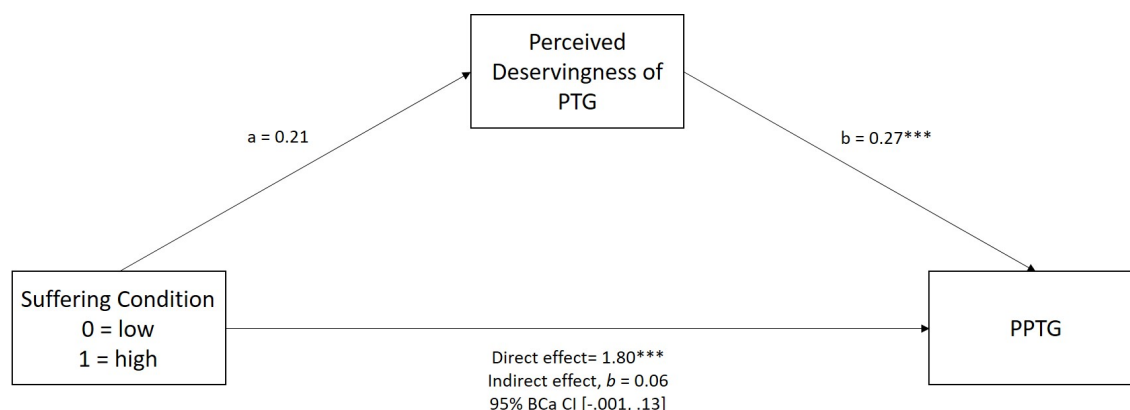 Perceived
Deservingness of
PTG
a = 0.21
b = 0.27***
Suffering Condition
0 = low
1 = high
PPTG
Direct effect= 1.80***
Indirect effect, b = 0.06
95% BCa CI [-.001, .13]